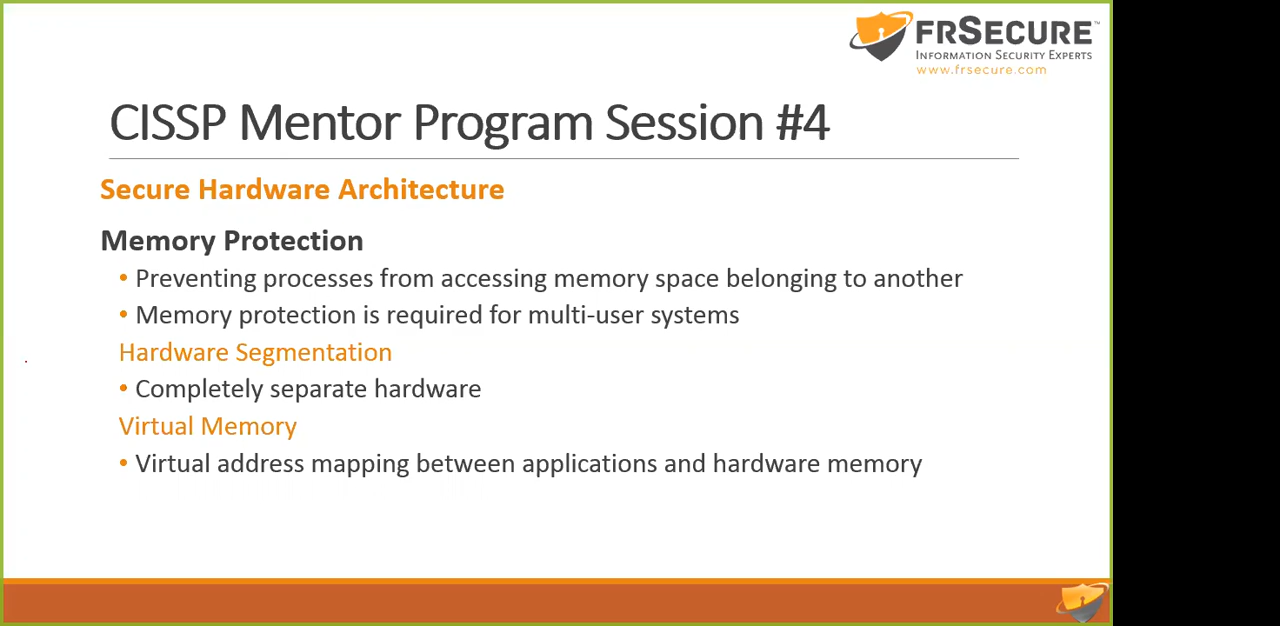 FRSECURE™
INFORMATION SECURITY EXPERTS
www.frsecure.com
CISSP Mentor Program Session #4
Secure Hardware Architecture
Memory Protection
• Preventing processes from accessing memory space belonging to another
• Memory protection is required for multi-user systems
Hardware Segmentation
• Completely separate hardware
Virtual Memory
• Virtual address mapping between applications and hardware memory